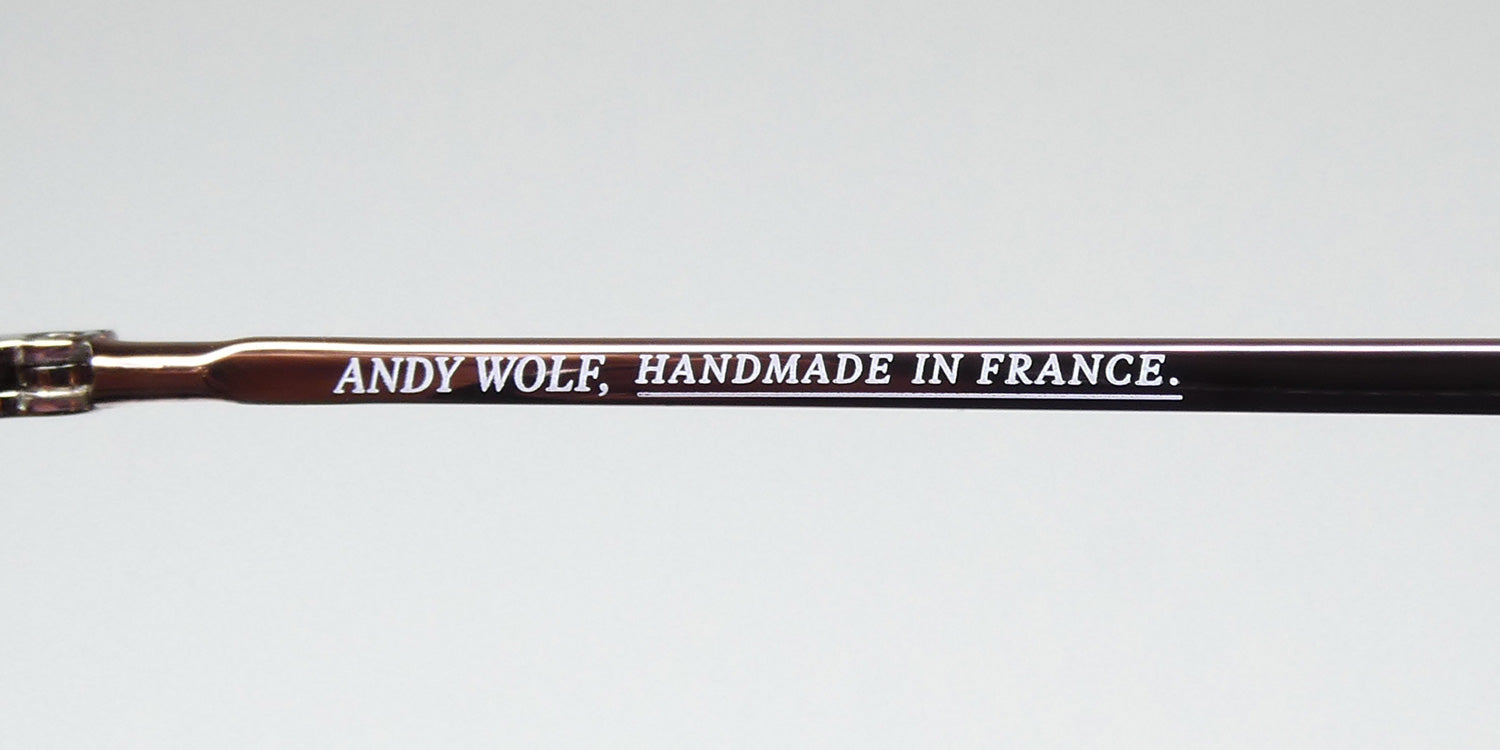 ANDY WOLF, HANDMADE IN FRANCE.